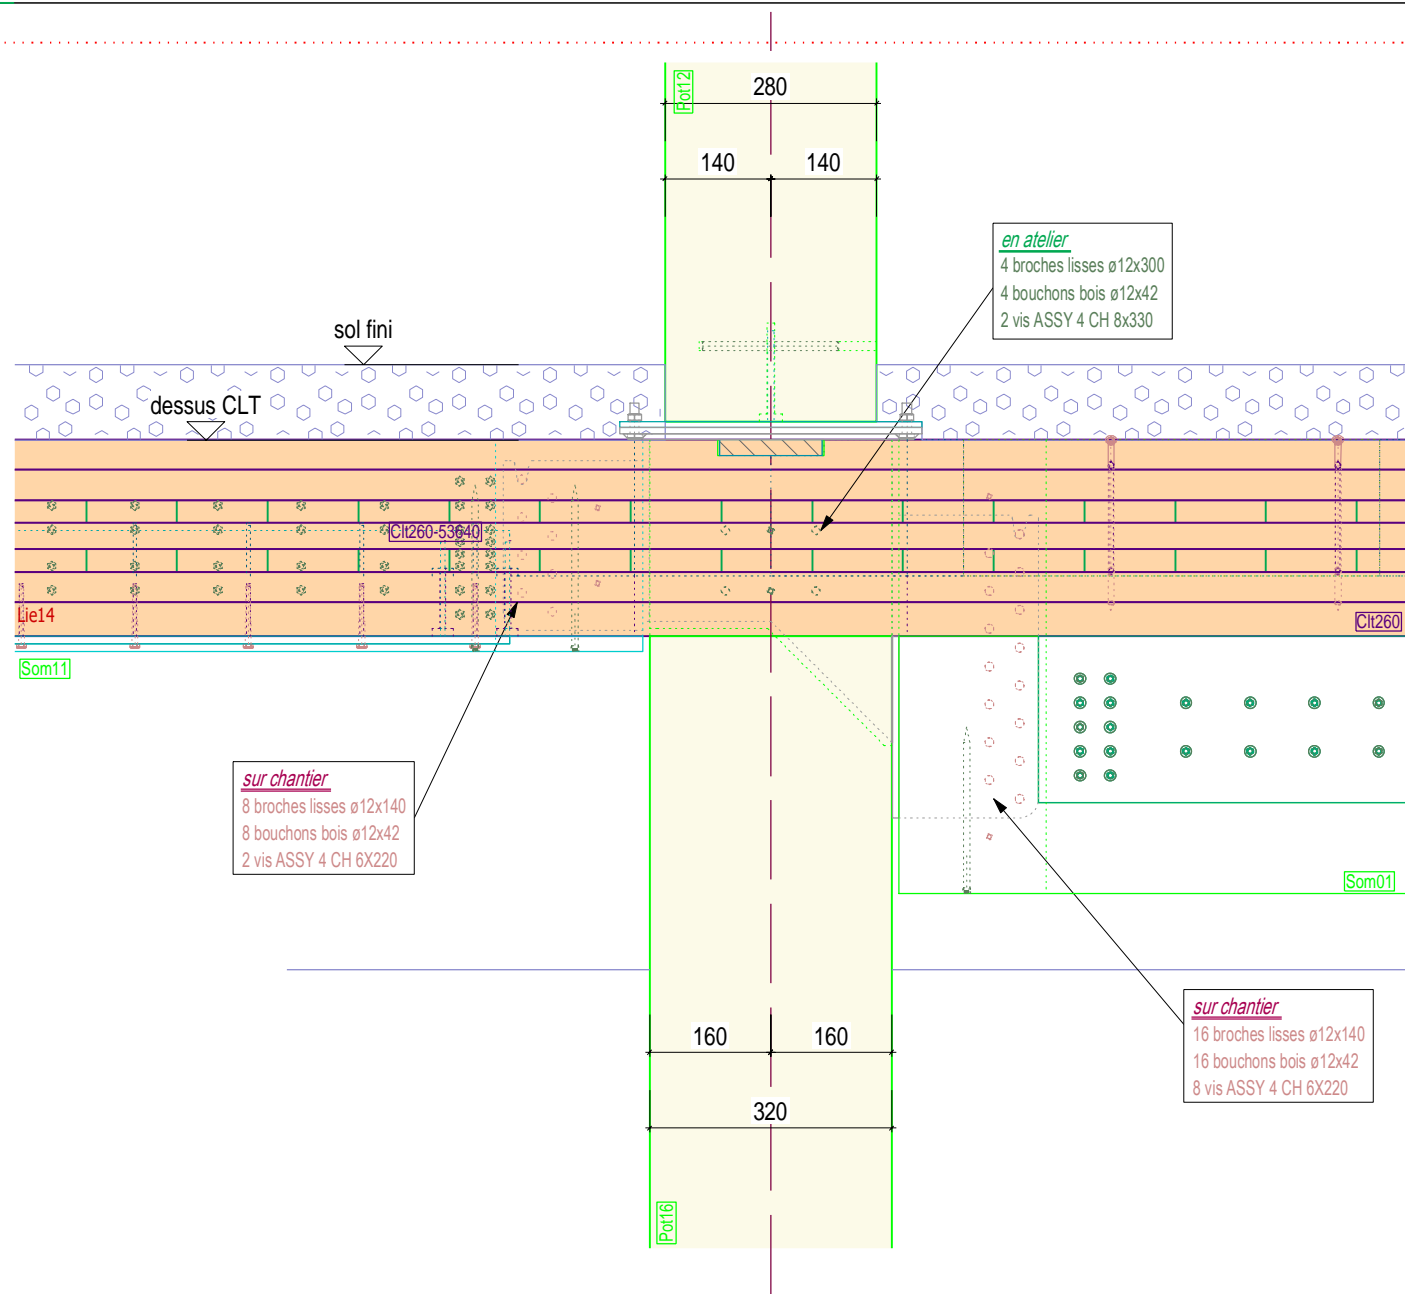 Pot12
280
140
140
en atelier
4 broches lisses ø12x300
4 bouchons bois ø12x42
2 vis ASSY 4 CH 8x330
sol fini
dessus CLT
Clt260-53640
Lie14
Clt260
Som11
sur chantier
8 broches lisses ø12x140
8 bouchons bois ø12x42
2 vis ASSY 4 CH 6X220
Som01
sur chantier
16 broches lisses ø12x140
16 bouchons bois ø12x42
8 vis ASSY 4 CH 6X220
160
160
320
Pot16